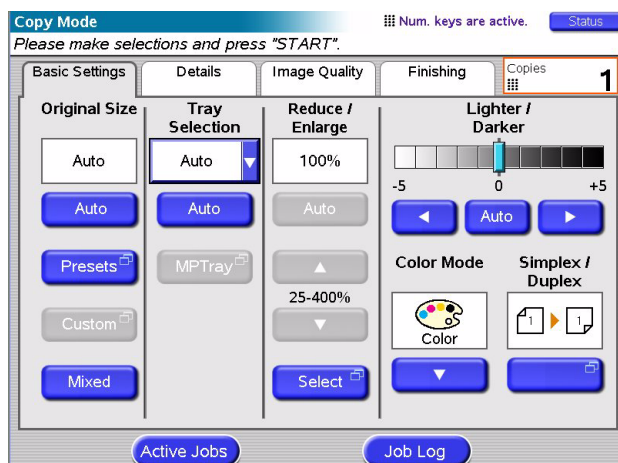 Copy Mode
Num. keys are active.
Status
Please make selections and press "START".
Basic Settings
Details
Image Quality
Finishing
Copies
1
Original Size
Auto
Auto
Presets
Custom
Mixed
Tray
Selection
Auto
Auto
MPTray
Reduce /
Enlarge
100%
Auto
25-400%
Select
Lighter /
Darker
-5
0
+5
Auto
Color Mode
Color
Simplex /
Duplex
1
1
Active Jobs
Job Log